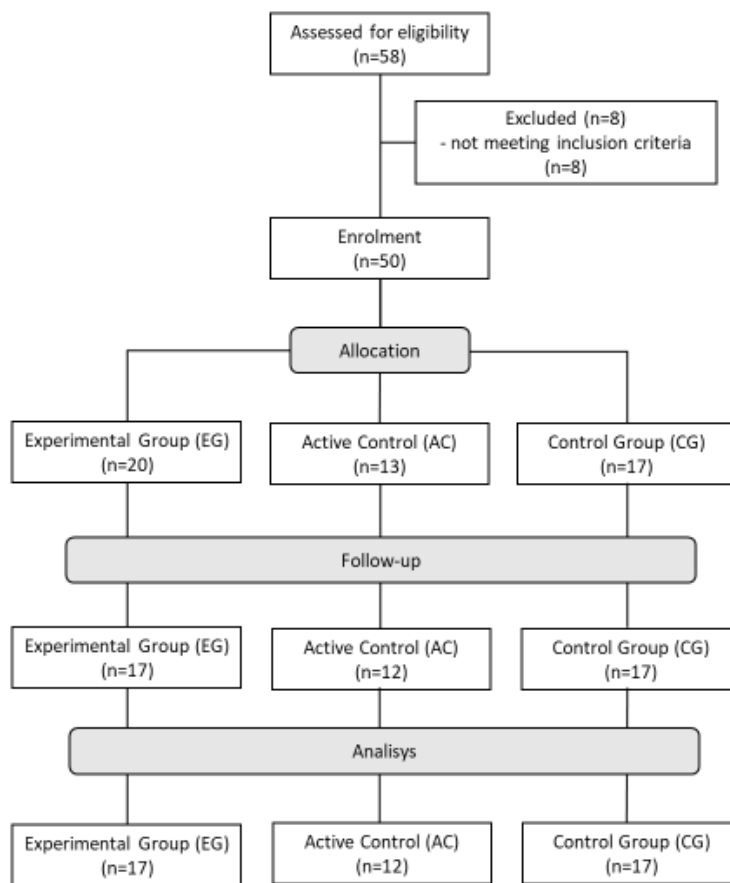 Assessed for eligibility
(n=58)
Excluded (n=8)
- not meeting inclusion criteria
(n=8)
Enrolment
(n=50)
Allocation
Experimental Group (EG)
(n=20)
Active Control (AC)
(n=13)
Control Group (CG)
(n=17)
Follow-up
Experimental Group (EG)
(n=17)
Active Control (AC)
(n=12)
Control Group (CG)
(n=17)
Analisys
Experimental Group (EG)
(n=17)
Active Control (AC)
(n=12)
Control Group (CG)
(n=17)